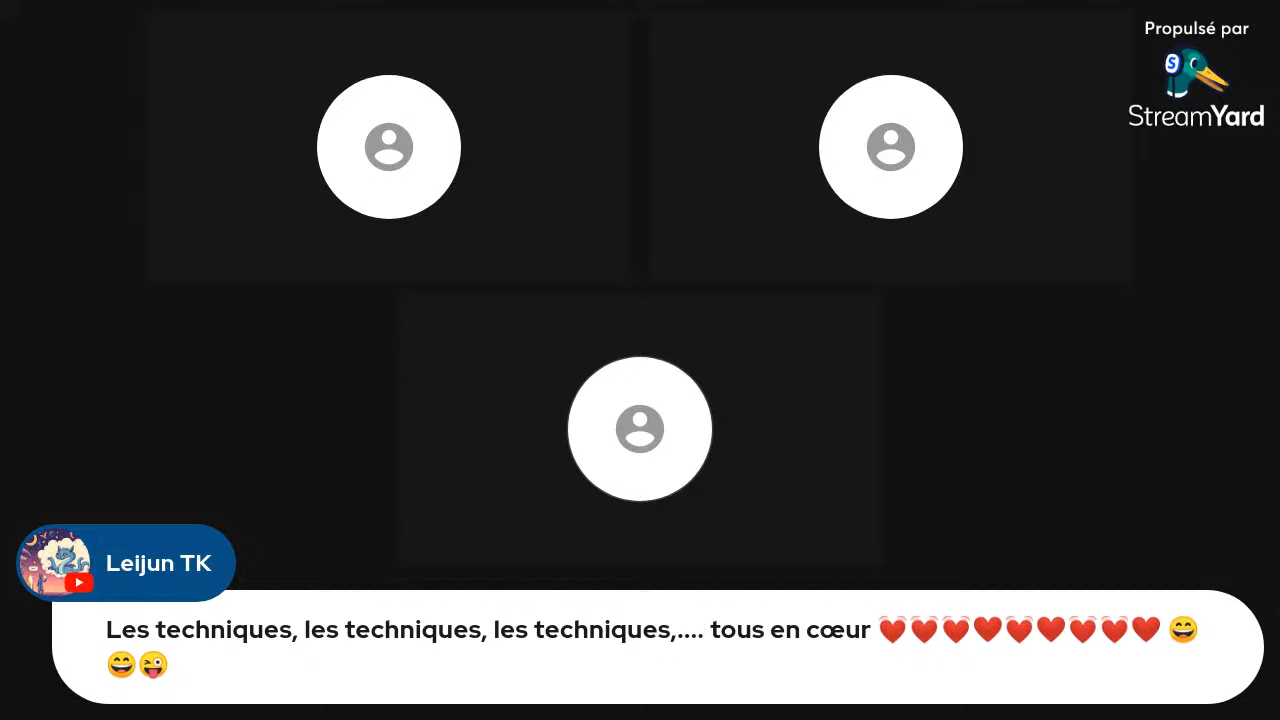 Propulsé par
StreamYard
Leijun TK
Les techniques, les techniques, les techniques,.... tous en cœur ❤️❤️❤️❤️❤️❤️❤️❤️❤️ 😄
😄😜